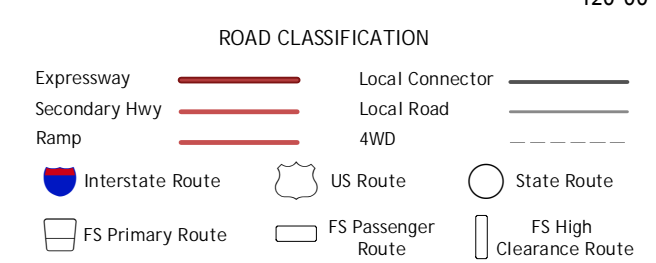 ROAD CLASSIFICATION
Expressway
Local Connector
Secondary Hwy
Local Road
Ramp
4WD
Interstate Route
US Route
State Route
FS Primary Route
FS Passenger
Route
FS High
Clearance Route